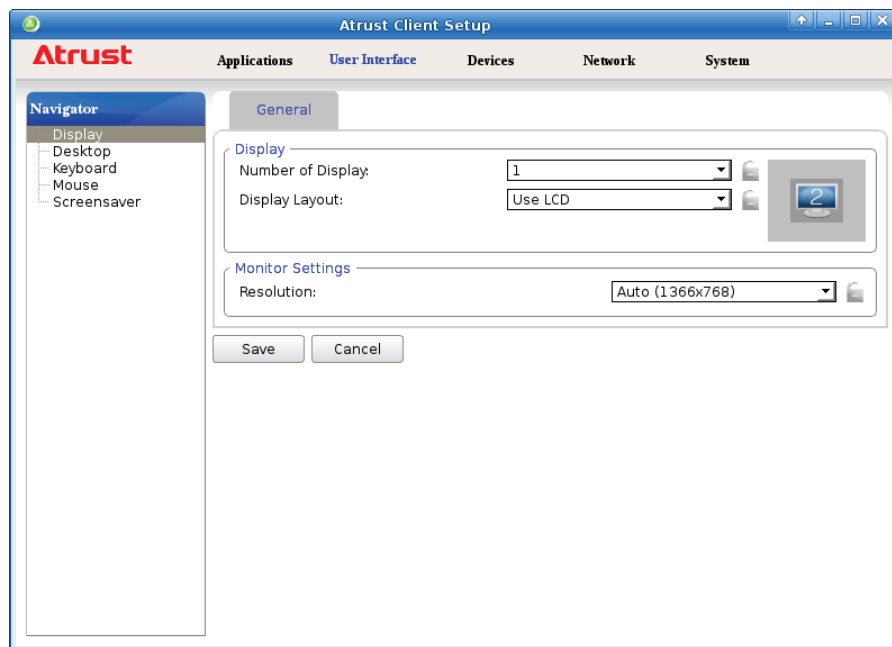 Atrust Client Setup
Atrust
Applications User Interface Devices Network System
Navigator
Display
Desktop
Keyboard
Mouse
Screensaver
General
Display
Number of Display: 1
Display Layout: Use LCD
2
Monitor Settings
Resolution: Auto (1366x768)
Save Cancel